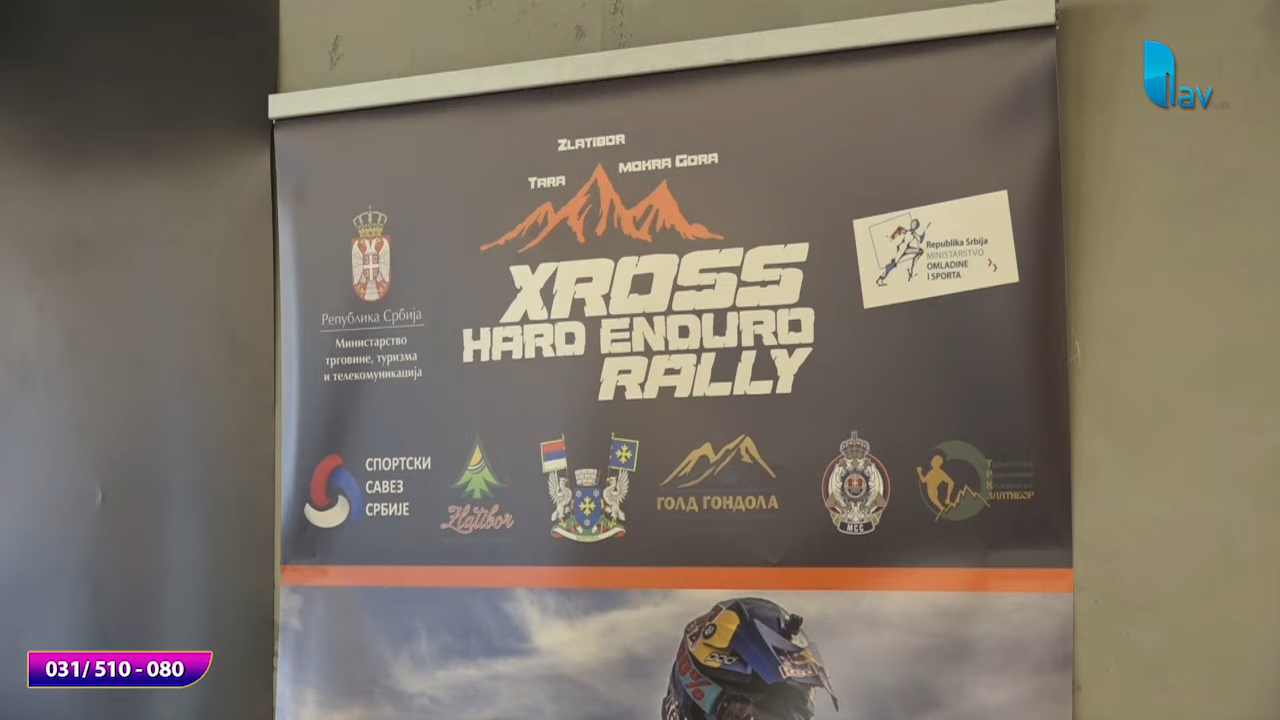 lav
ZLATIBOR
TARA
MOKRA GORA
XROSS
HARD ENDURO
RALLY
Република Србија
Министарство
трговине, туризма
и телекомуникација
Republika Srbija
MINISTARSTVO
OMLADINE
I SPORTA
СПОРТСКИ
САВЕЗ
СРБИЈЕ
Zlatibor
ГОЛД ГОНДОЛА
МСС
ЗЛАТИБОР
031/ 510 - 080